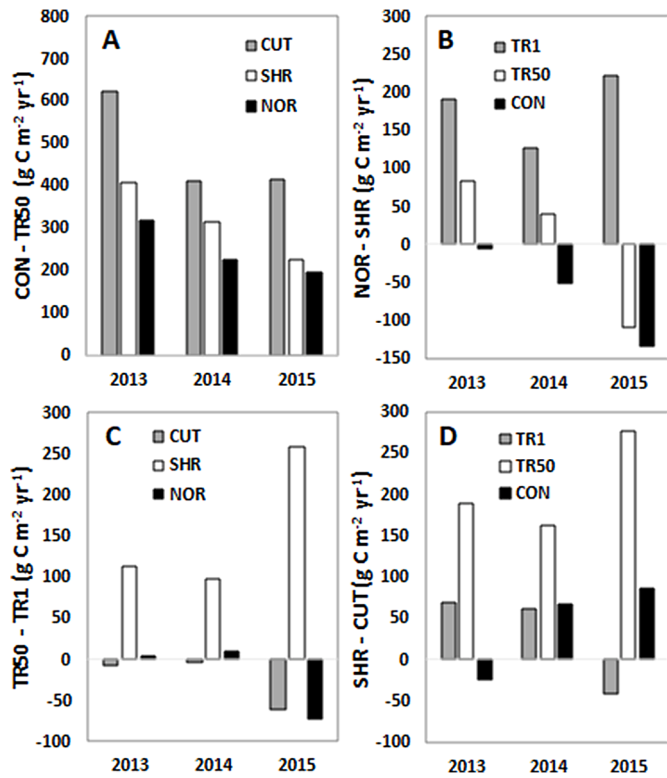 A
CUT
SHR
NOR
CON - TR50 (g C m⁻² yr⁻¹)
800
700
600
500
400
300
200
100
0
2013 2014 2015
B
TR1
TR50
CON
NOR - SHR (g C m⁻² yr⁻¹)
300
250
200
150
100
50
0
-50
-100
-150
2013 2014 2015
C
CUT
SHR
NOR
TR50 - TR1 (g C m⁻² yr⁻¹)
300
250
200
150
100
50
0
-50
-100
2013 2014 2015
D
TR1
TR50
CON
SHR - CUT(g C m⁻² yr⁻¹)
300
250
200
150
100
50
0
-50
-100
2013 2014 2015